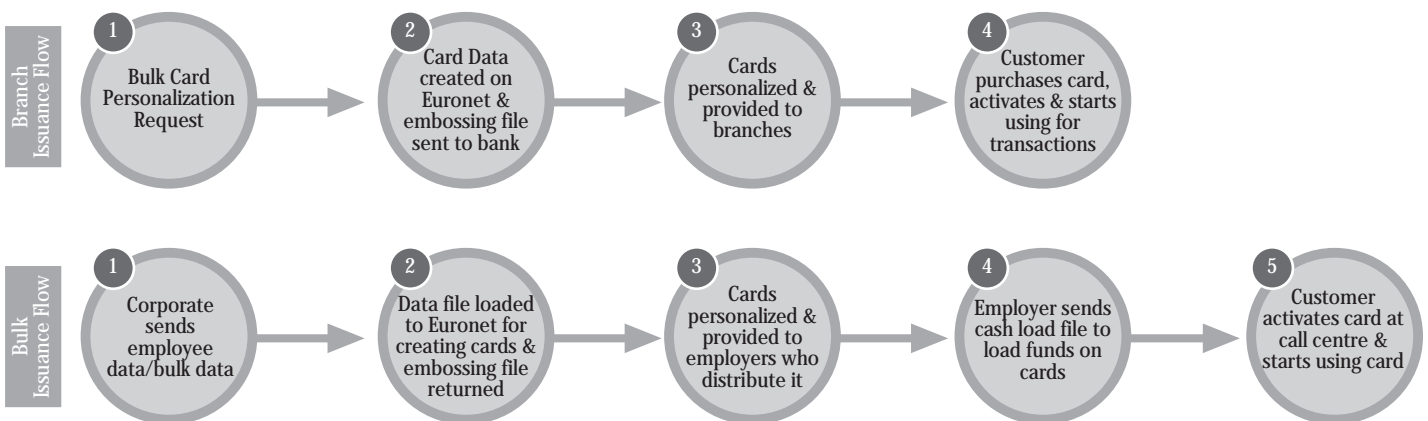 Branch
Issuance Flow
1
Bulk Card
Personalization
Request
2
Card Data
created on
Euronet &
embossing file
sent to bank
3
Cards
personalized &
provided to
branches
4
Customer
purchases card,
activates & starts
using for
transactions
Bulk
Issuance Flow
1
Corporate
sends
employee
data/bulk data
2
Data file loaded
to Euronet for
creating cards &
embossing file
returned
3
Cards
personalized &
provided to
employers who
distribute it
4
Employer sends
cash load file to
load funds on
cards
5
Customer
activates card at
call centre &
starts using card